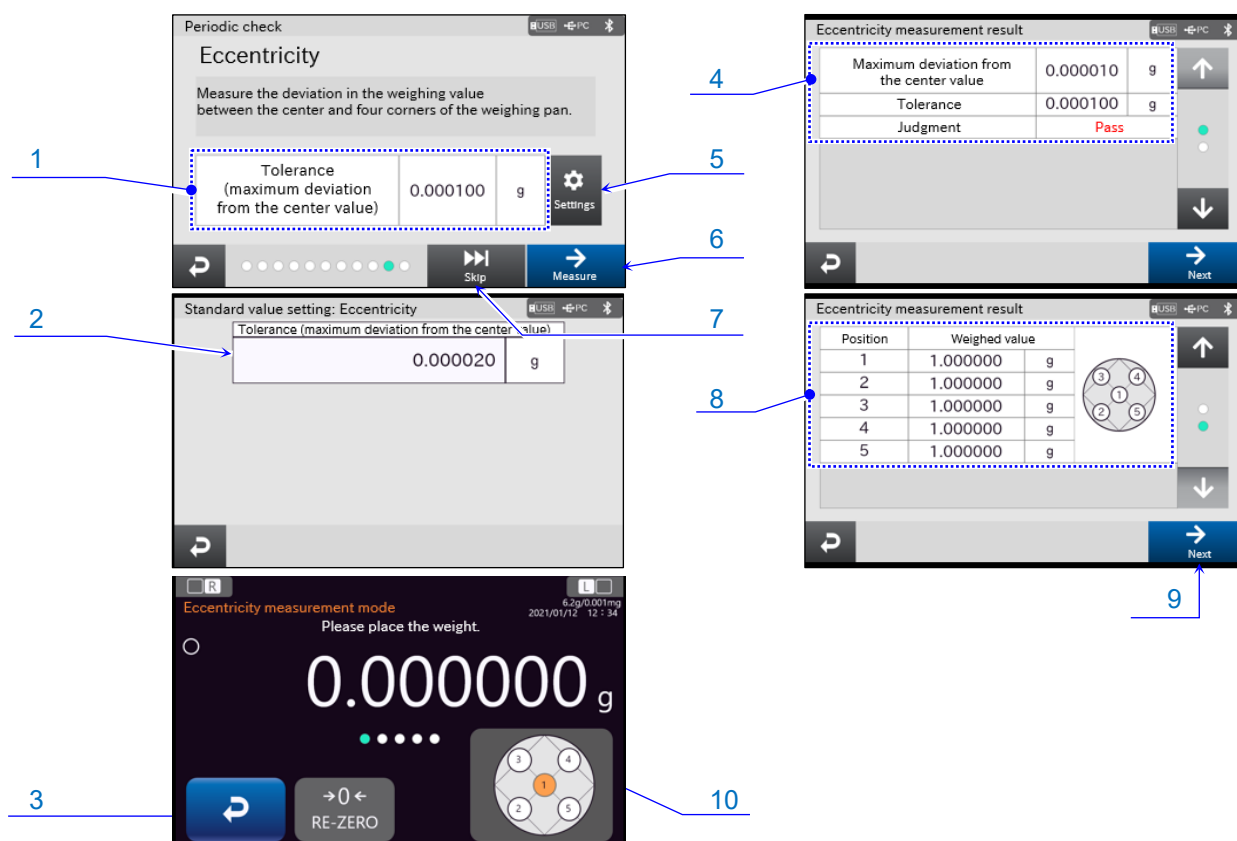 Periodic check
USB PC
Eccentricity
Measure the deviation in the weighing value
between the center and four corners of the weighing pan.
1
Tolerance
(maximum deviation
from the center value)
0.000100
g
Settings
5
Skip
Measure
6
7
Standard value setting: Eccentricity
USB PC
2
Tolerance (maximum deviation from the center value)
0.000020
g
R
L
Eccentricity measurement mode
6.2g/0.001mg
2021/01/12 12:34
Please place the weight.
0.000000 g
3
→0←
RE-ZERO
3
4
1
2
5
10
Eccentricity measurement result
USB PC
4
Maximum deviation from
the center value
0.000010
g
Tolerance
0.000100
g
Judgment
Pass
Next
Eccentricity measurement result
USB PC
8
Position Weighed value
1 1.000000 g
2 1.000000 g
3 1.000000 g
4 1.000000 g
5 1.000000 g
3
4
1
2
5
Next
9